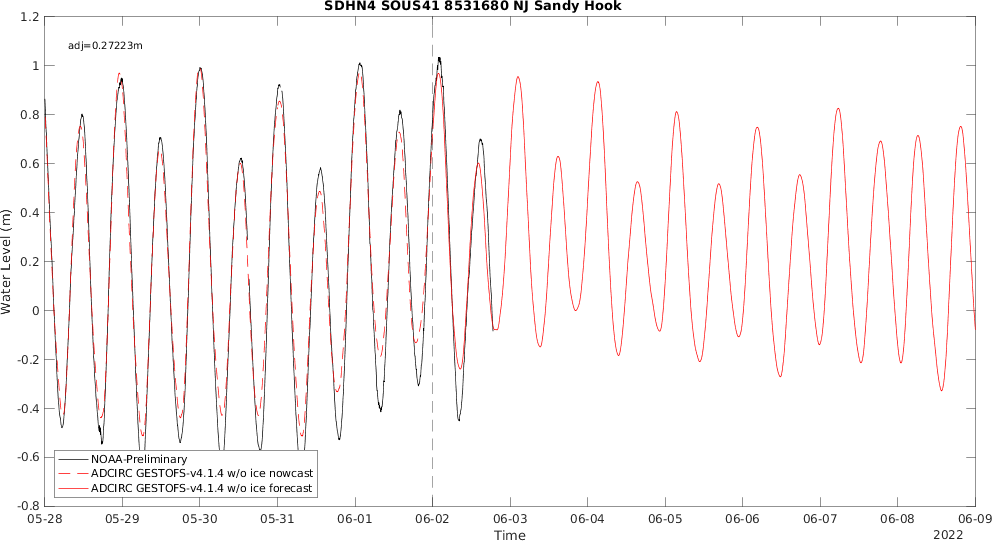 SDHN4 SOUS41 8531680 NJ Sandy Hook
adj=0.27223m
1.2
1
0.8
0.6
0.4
0.2
0
-0.2
-0.4
-0.6
-0.8
Water Level (m)
NOAA-Preliminary
ADCIRC GESTOFS-v4.1.4 w/o ice nowcast
ADCIRC GESTOFS-v4.1.4 w/o ice forecast
05-28 05-29 05-30 05-31 06-01 06-02 06-03 06-04 06-05 06-06 06-07 06-08 06-09
Time
2022